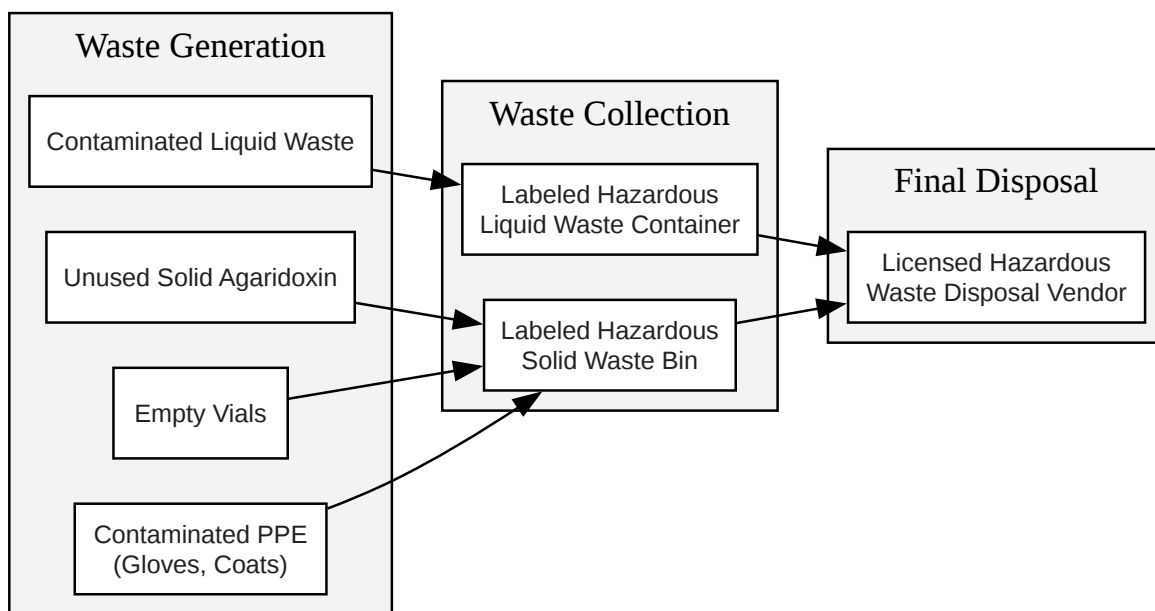 Waste Generation
Contaminated Liquid Waste
Unused Solid Agaridoxin
Empty Vials
Contaminated PPE
(Gloves, Coats)
Waste Collection
Labeled Hazardous
Liquid Waste Container
Labeled Hazardous
Solid Waste Bin
Final Disposal
Licensed Hazardous
Waste Disposal Vendor